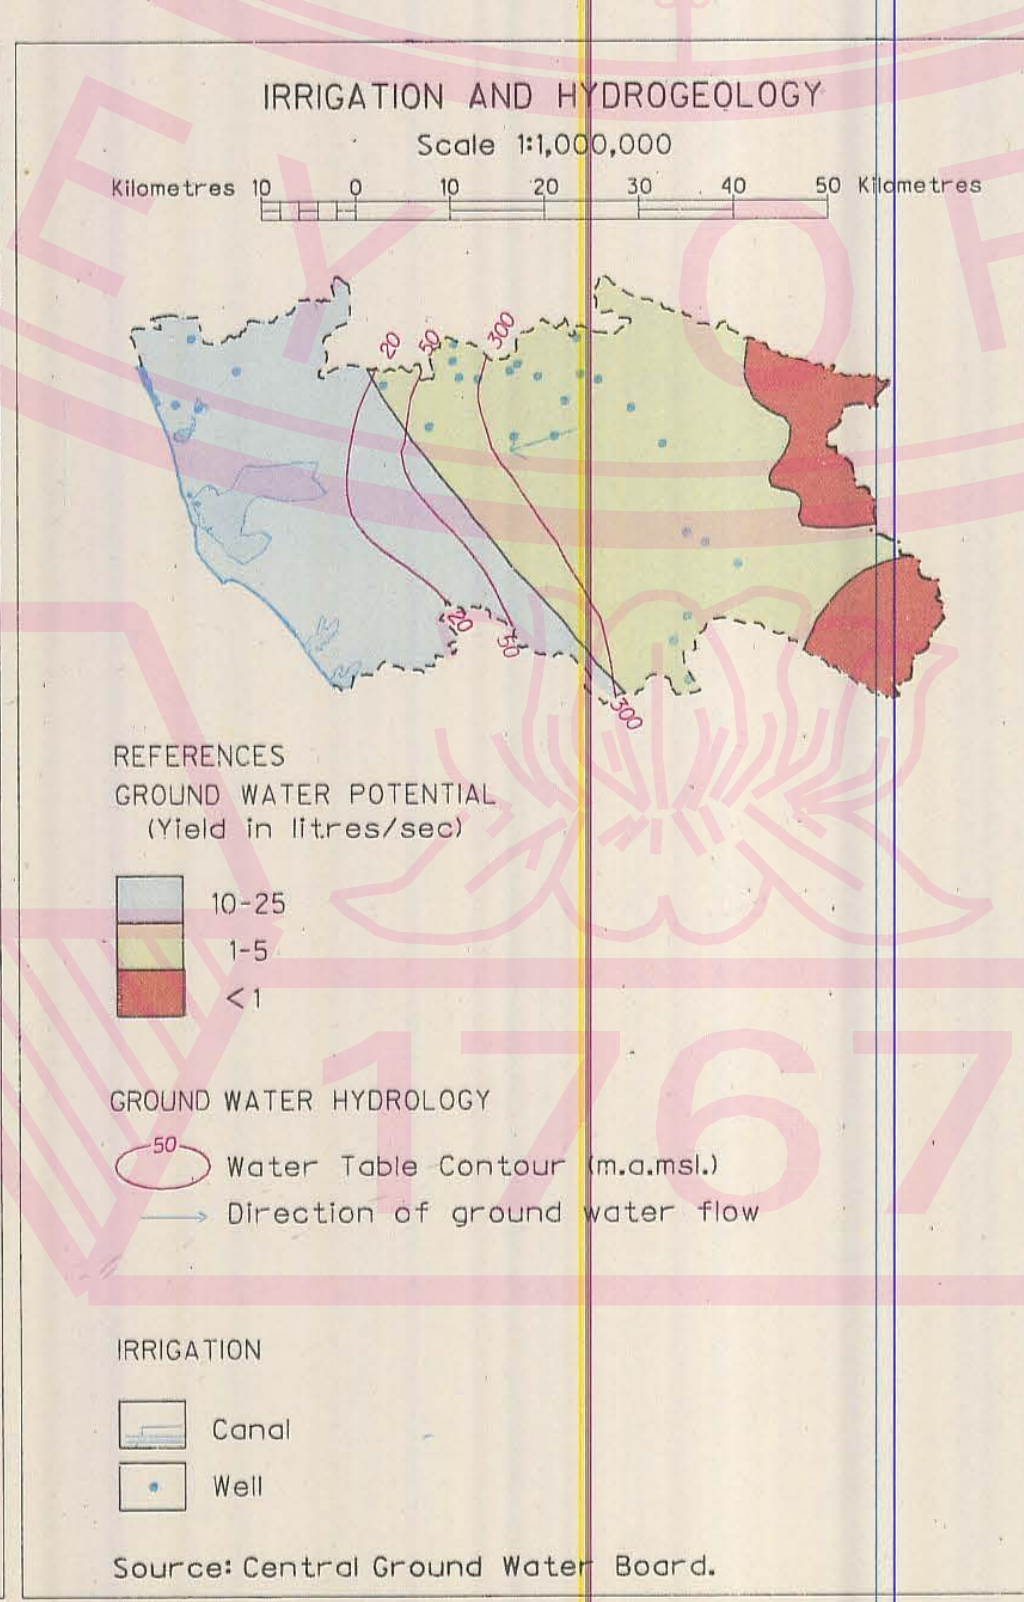 IRRIGATION AND HYDROGEOLOGY
Scale 1:1,000,000
Kilometres 10 0 10 20 30 40 50 Kilometres
20 50 300
20 50 300
REFERENCES
GROUND WATER POTENTIAL
(Yield in litres/sec)
10-25
1-5
<1
GROUND WATER HYDROLOGY
50 Water Table Contour (m.a.msl.)
Direction of ground water flow
IRRIGATION
Canal
Well
Source: Central Ground Water Board.
EY OF
1767